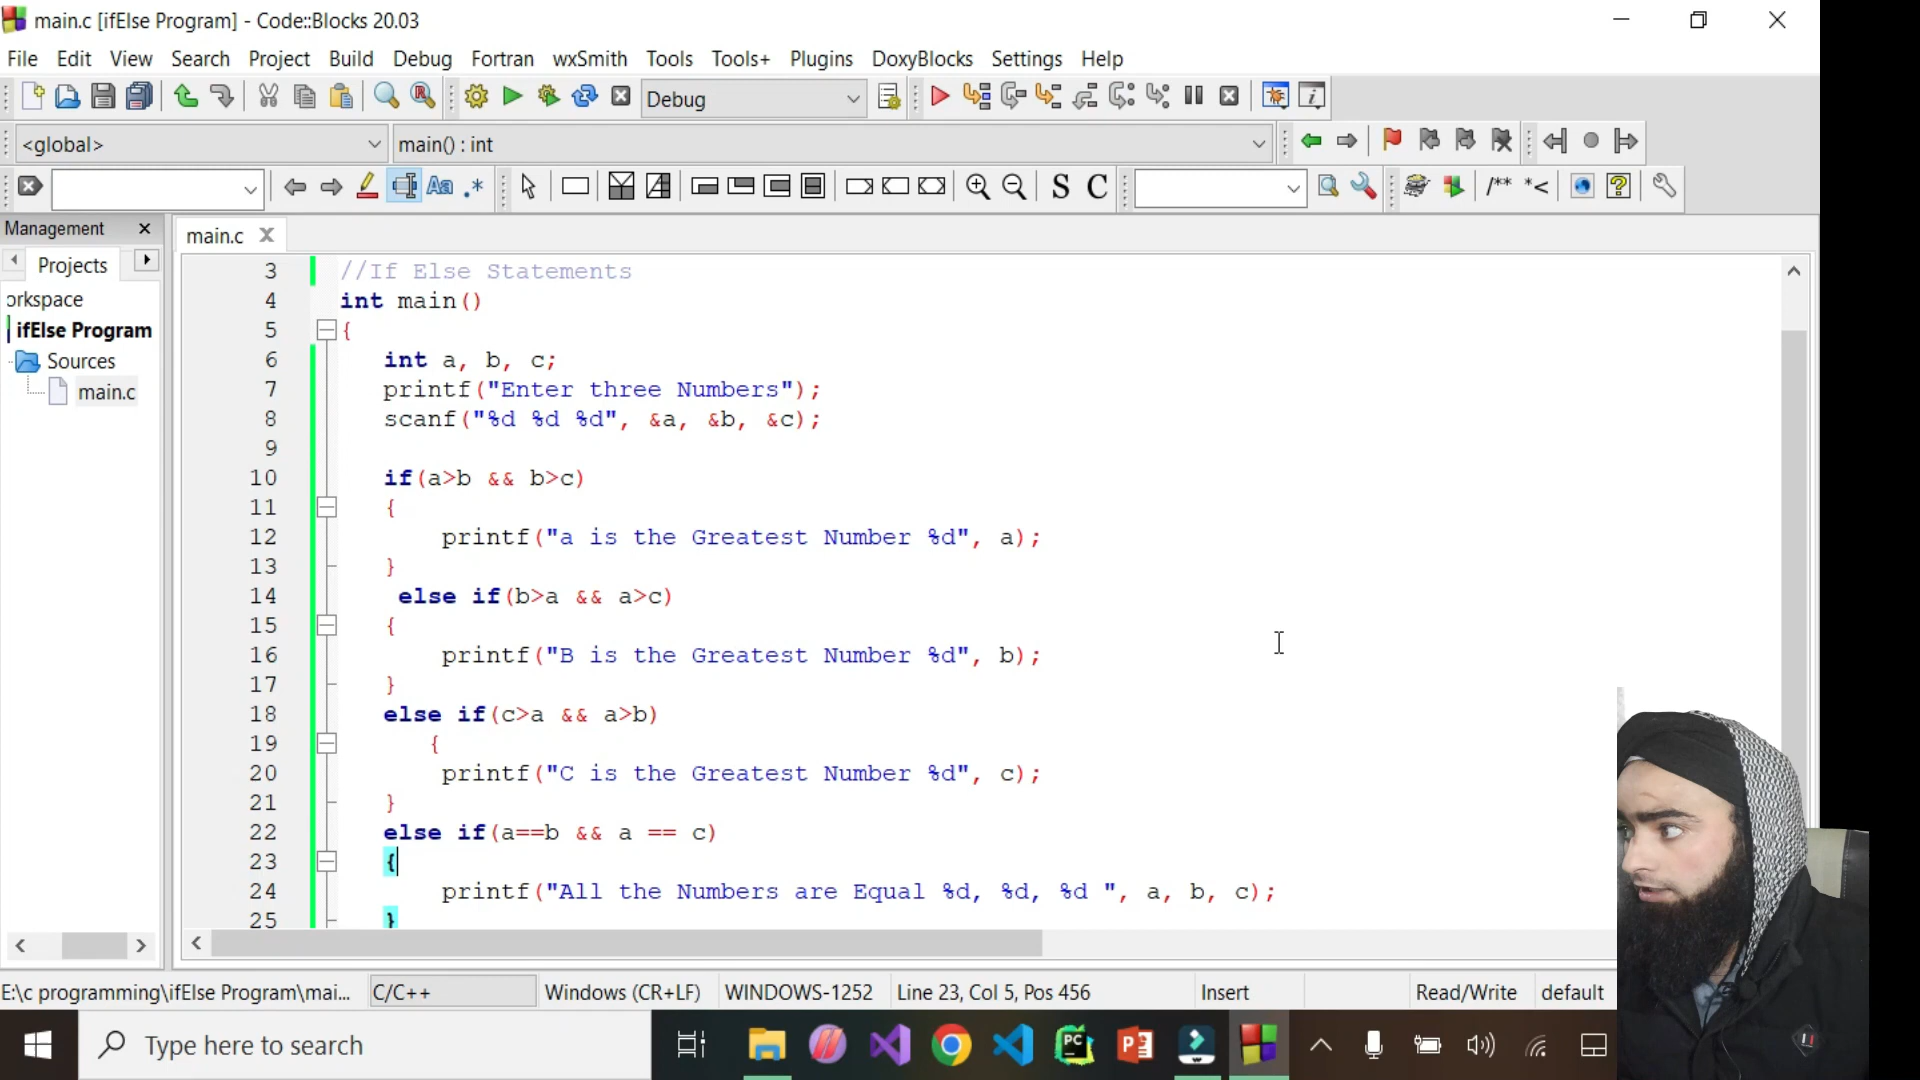 main.c [ifElse Program] - Code::Blocks 20.03
File Edit View Search Project Build Debug Fortran wxSmith Tools Tools+ Plugins DoxyBlocks Settings Help
Debug
<global> main() : int
Aa .* S C /** *<
Management
main.c
Projects
orkspace
ifElse Program
Sources
main.c
3 //If Else Statements
4 int main()
5 {
6 int a, b, c;
7 printf("Enter three Numbers");
8 scanf("%d %d %d", &a, &b, &c);
9
10 if(a>b && b>c)
11 {
12 printf("a is the Greatest Number %d", a);
13 }
14 else if(b>a && a>c)
15 {
16 printf("B is the Greatest Number %d", b);
17 }
18 else if(c>a && a>b)
19 {
20 printf("C is the Greatest Number %d", c);
21 }
22 else if(a==b && a == c)
23 {
24 printf("All the Numbers are Equal %d, %d, %d ", a, b, c);
25 }
E:\c programming\ifElse Program\mai... C/C++ Windows (CR+LF) WINDOWS-1252 Line 23, Col 5, Pos 456 Insert Read/Write default
Type here to search
PC
P